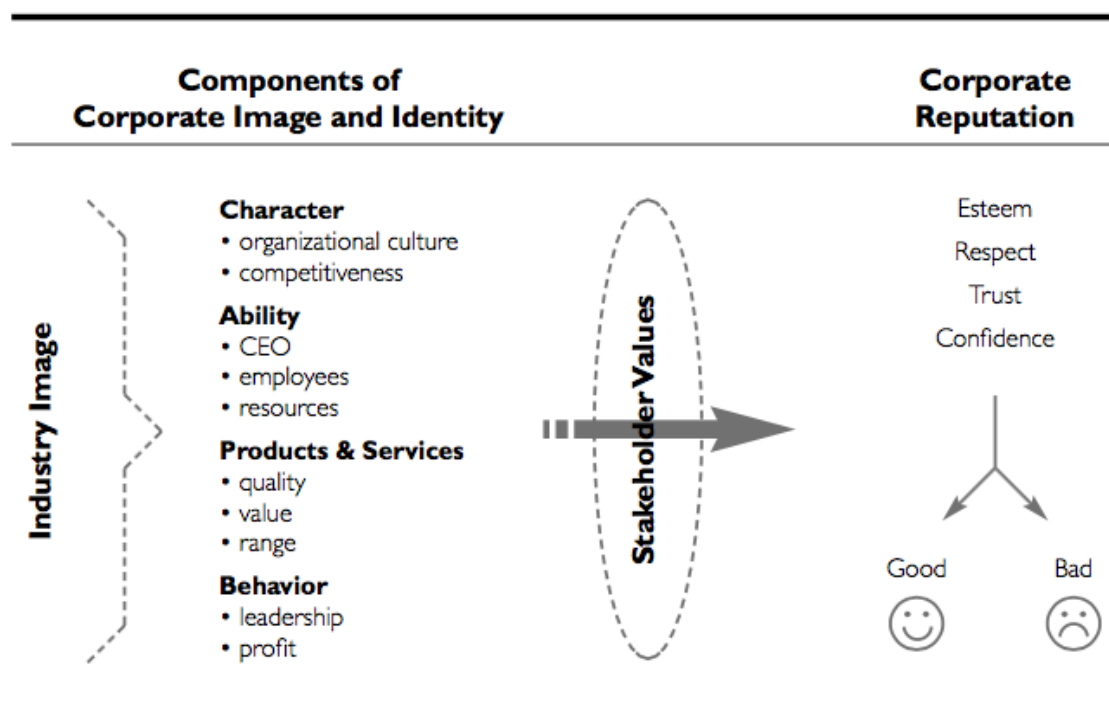 Components of
Corporate Image and Identity
Corporate
Reputation
Industry Image
Character
• organizational culture
• competitiveness
Ability
• CEO
• employees
• resources
Products & Services
• quality
• value
• range
Behavior
• leadership
• profit
Stakeholder Values
Esteem
Respect
Trust
Confidence
Good
Bad